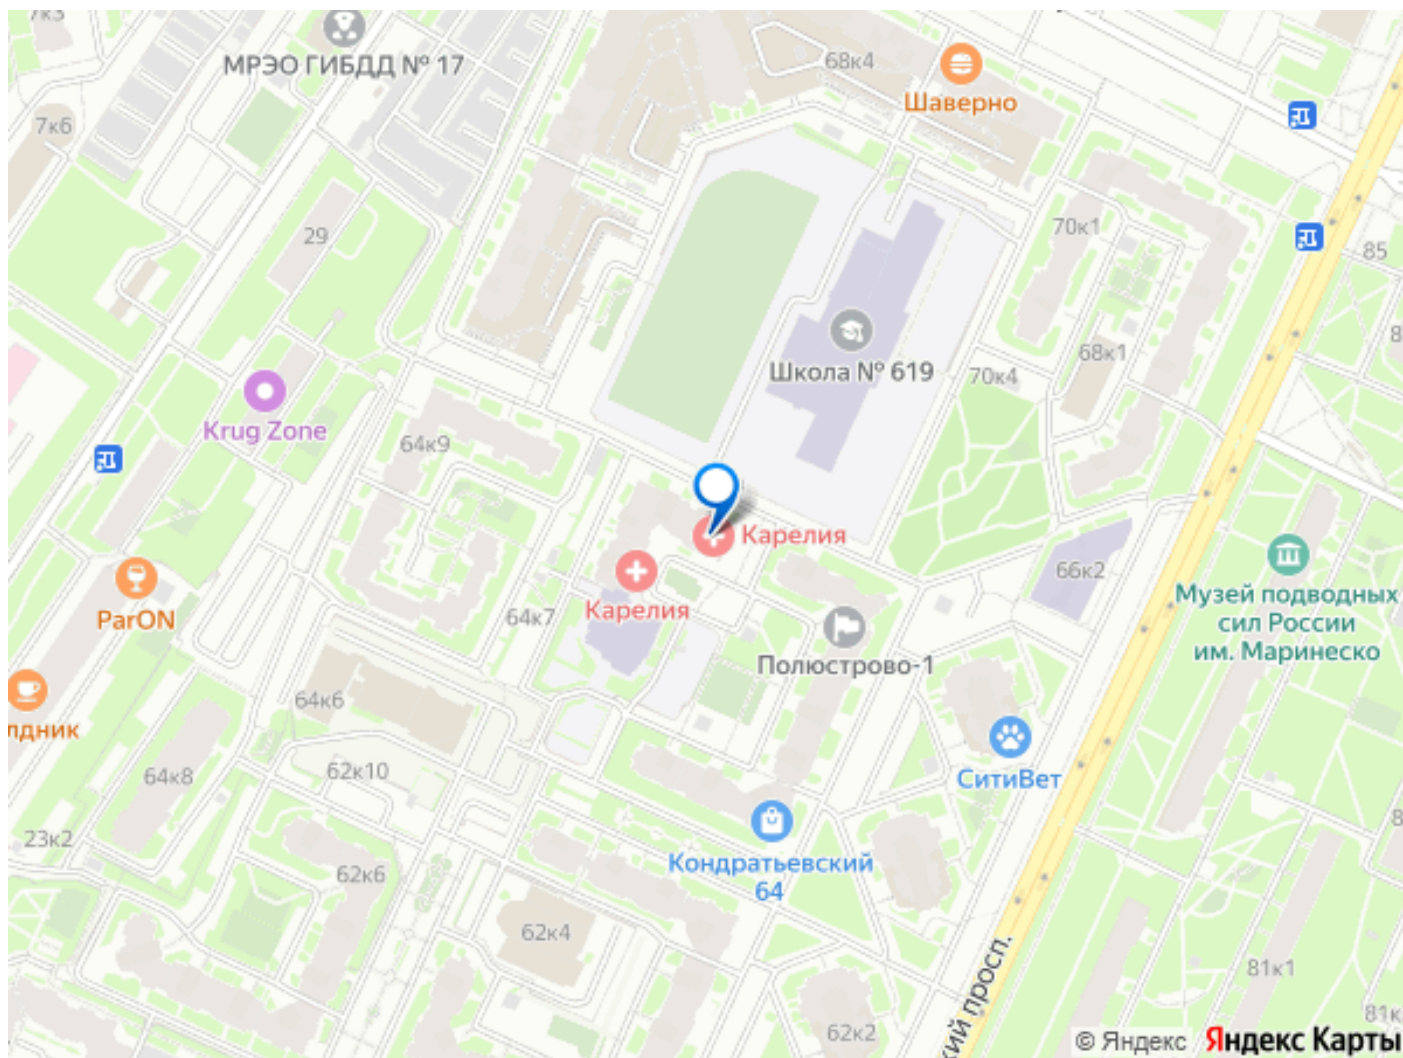 7к3
МРЭО ГИБДД № 17
68к4
Шаверно
7к6
29
70к1
85
68к1
Школа № 619
70к4
Krug Zone
64к9
Карелия
66к2
Карелия
64к7
ParON
Полюстрово-1
Музей подводных
сил России
им. Маринеско
64к6
лдник
62к10
64к8
СитиВет
23к2
62к6
Кондратьевский
64
62к4
81к1
62к2
81к
кий просп.
© Яндекс
Яндекс Карты